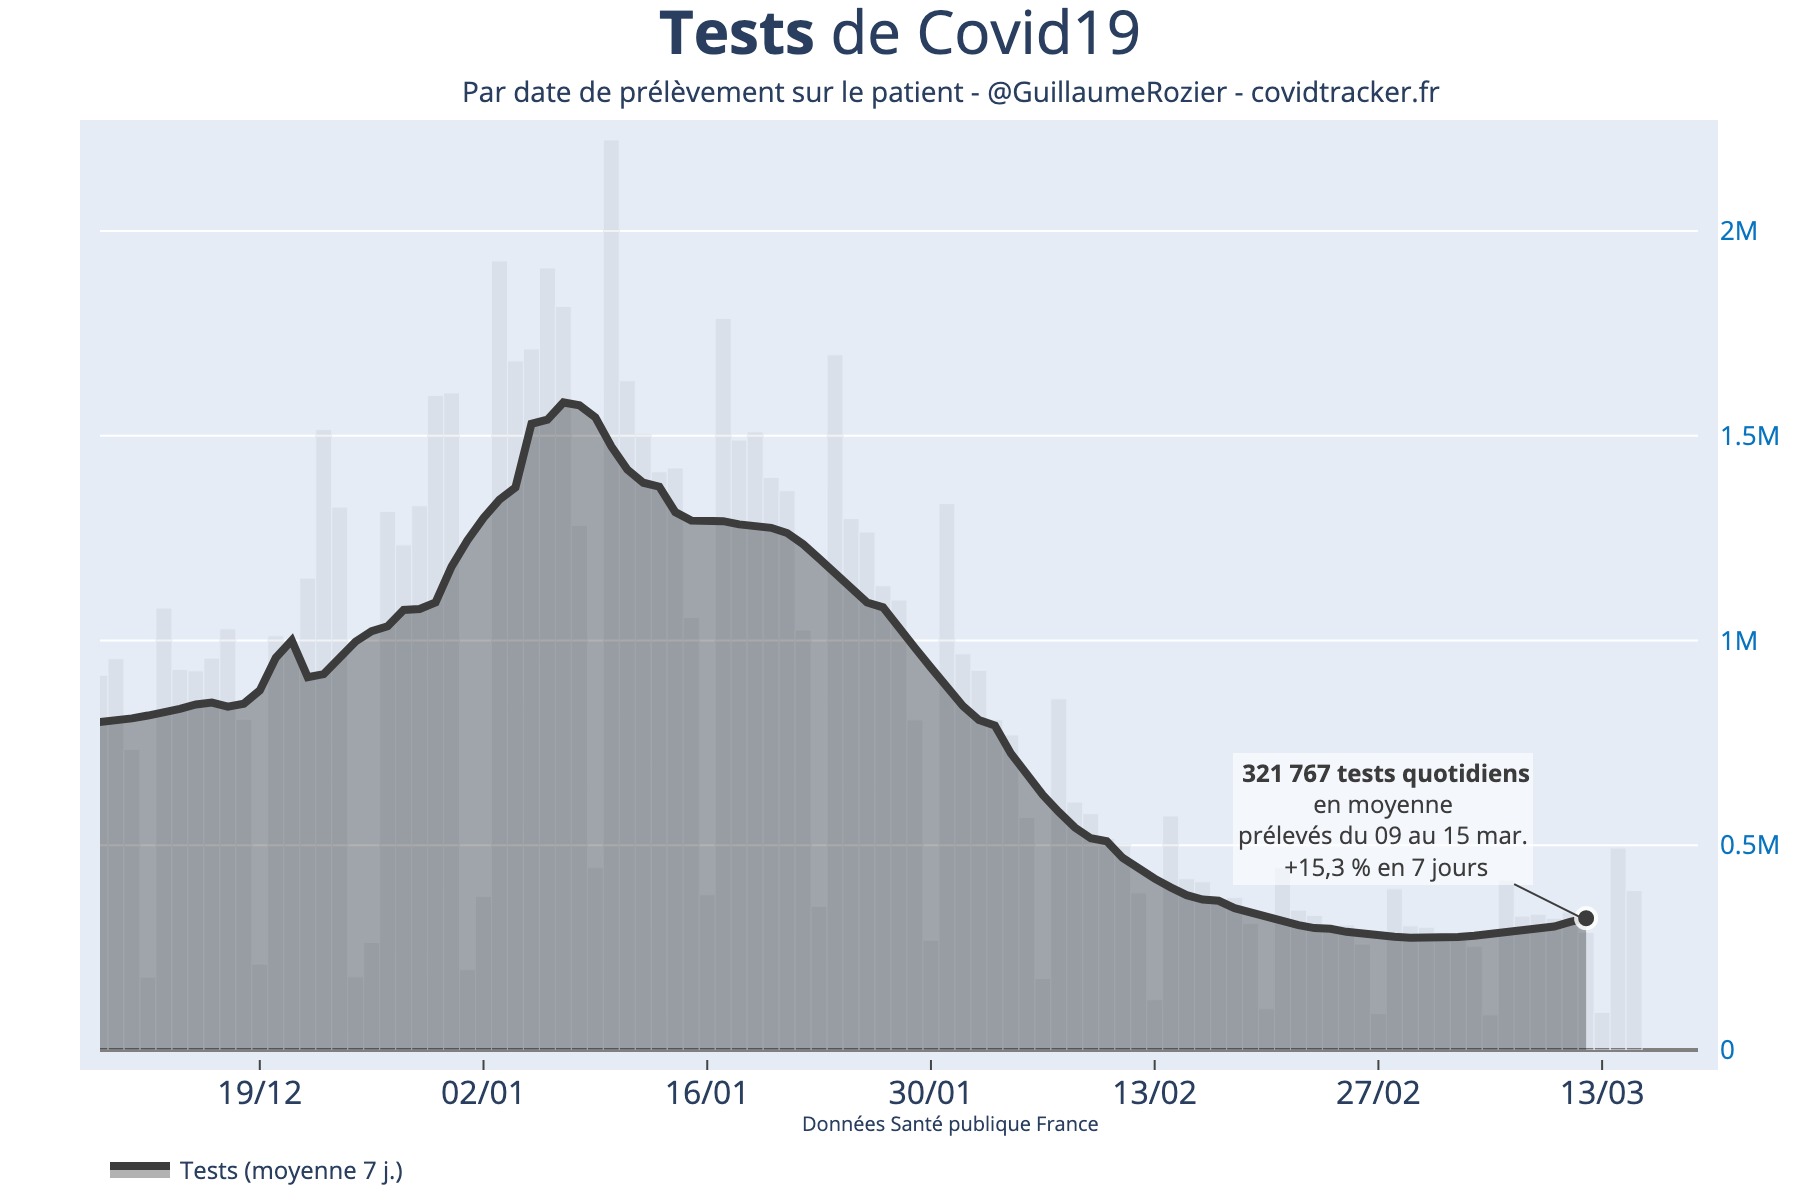 Tests de Covid19
Par date de prélèvement sur le patient - @GuillaumeRozier - covidtracker.fr
2M
1.5M
1M
0.5M
0
321 767 tests quotidiens
en moyenne
prélevés du 09 au 15 mar.
+15,3 % en 7 jours
19/12 02/01 16/01 30/01 13/02 27/02 13/03
Données Santé publique France
Tests (moyenne 7 j.)